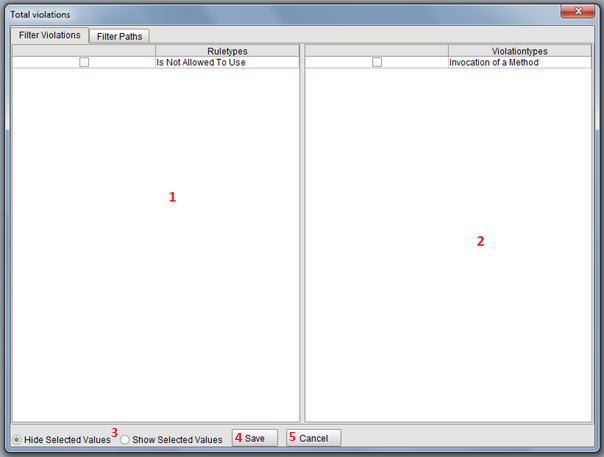 Total violations
Filter Violations Filter Paths
Ruletypes Violationtypes
Is Not Allowed To Use Invocation of a Method
1
2
Hide Selected Values 3 Show Selected Values 4 Save 5 Cancel